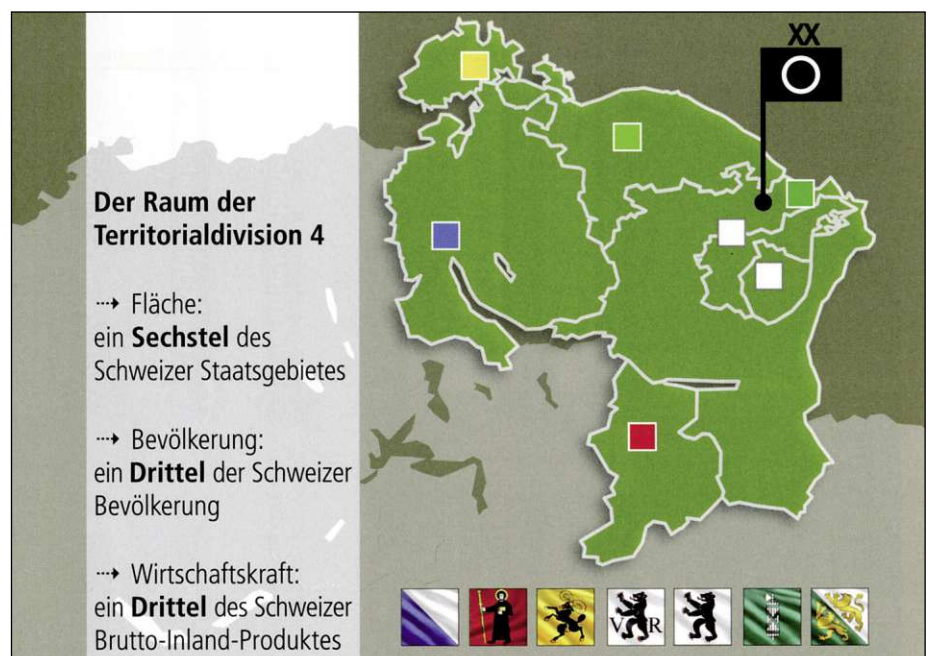 XX
Der Raum der
Territorialdivision 4
Fläche:
ein Sechstel des
Schweizer Staatsgebietes
Bevölkerung:
ein Drittel der Schweizer
Bevölkerung
Wirtschaftskraft:
ein Drittel des Schweizer
Brutto-Inland-Produktes
V R